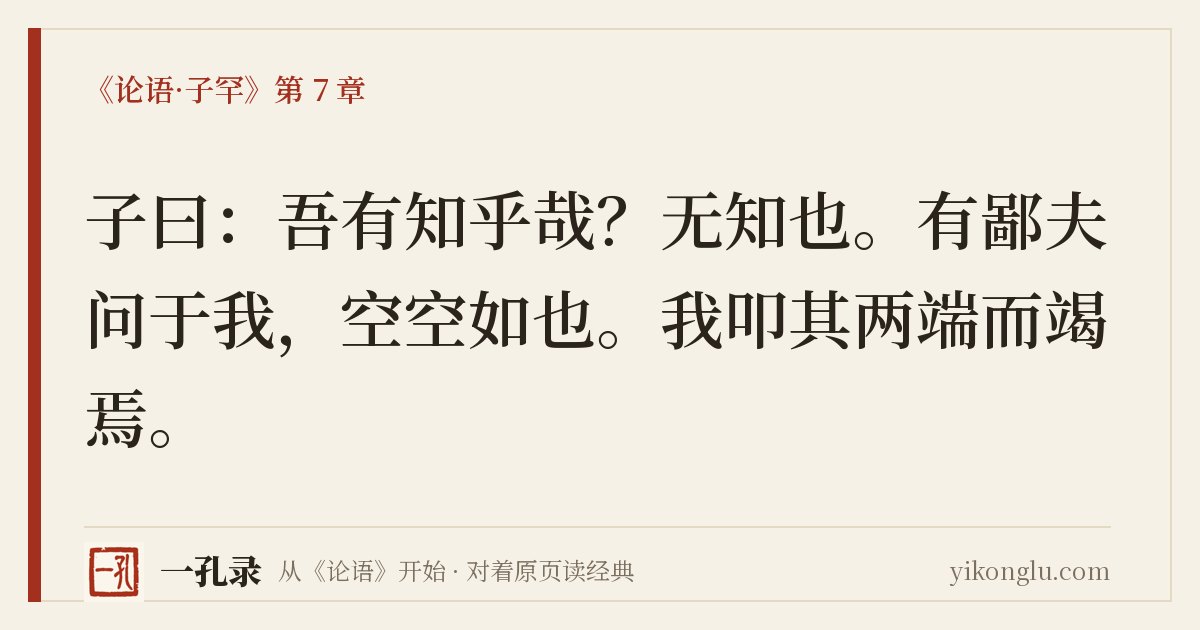 《论语·子罕》第 7 章
子曰：吾有知乎哉？无知也。有鄙夫
问于我，空空如也。我叩其两端而竭
焉。
一孔
一孔录
从《论语》开始 · 对着原页读经典
yikonglu.com